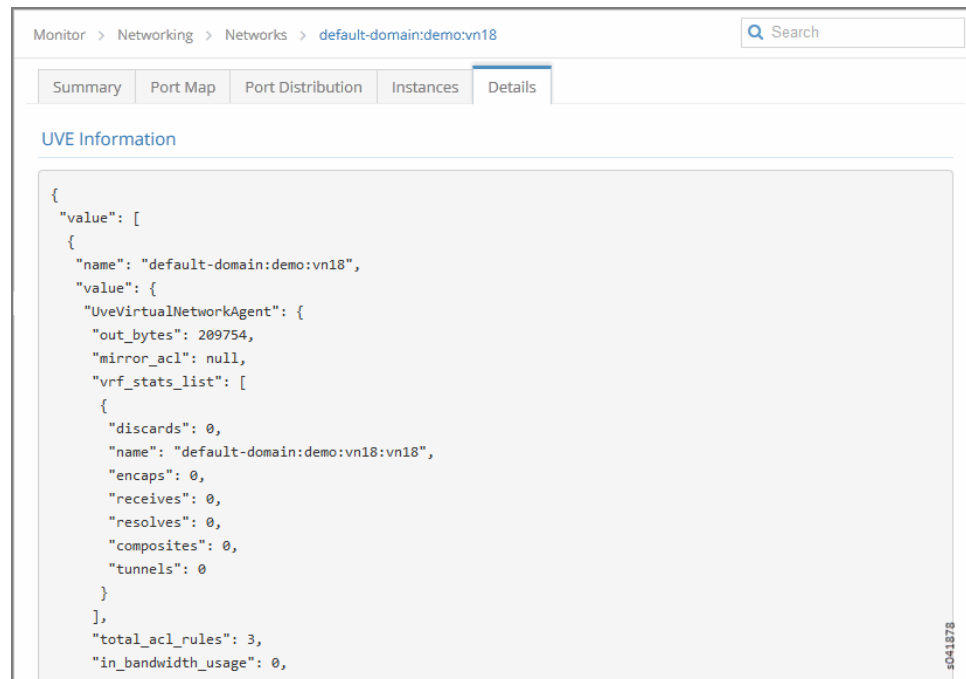 Monitor > Networking > Networks > default-domain:demo:vn18
Search
Summary Port Map Port Distribution Instances Details
UVE Information
{
"value": [
{
"name": "default-domain:demo:vn18",
"value": {
"UveVirtualNetworkAgent": {
"out_bytes": 209754,
"mirror_acl": null,
"vrf_stats_list": [
{
"discards": 0,
"name": "default-domain:demo:vn18:vn18",
"encaps": 0,
"receives": 0,
"resolves": 0,
"composites": 0,
"tunnels": 0
}
],
"total_acl_rules": 3,
"in_bandwidth_usage": 0,
s041878